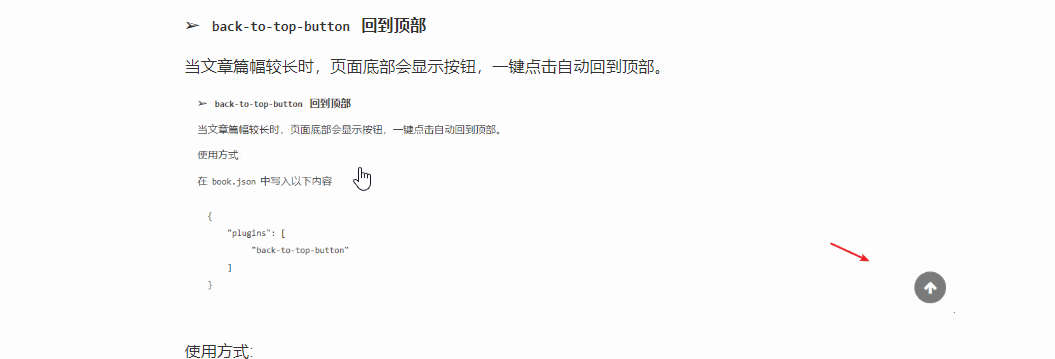 ➢ back-to-top-button 回到顶部
当文章篇幅较长时，页面底部会显示按钮，一键点击自动回到顶部。
➢ back-to-top-button 回到顶部
当文章篇幅较长时，页面底部会显示按钮，一键点击自动回到顶部。
使用方式:
在 book.json 中写入以下内容
{
"plugins": [
"back-to-top-button"
]
}
使用方式: